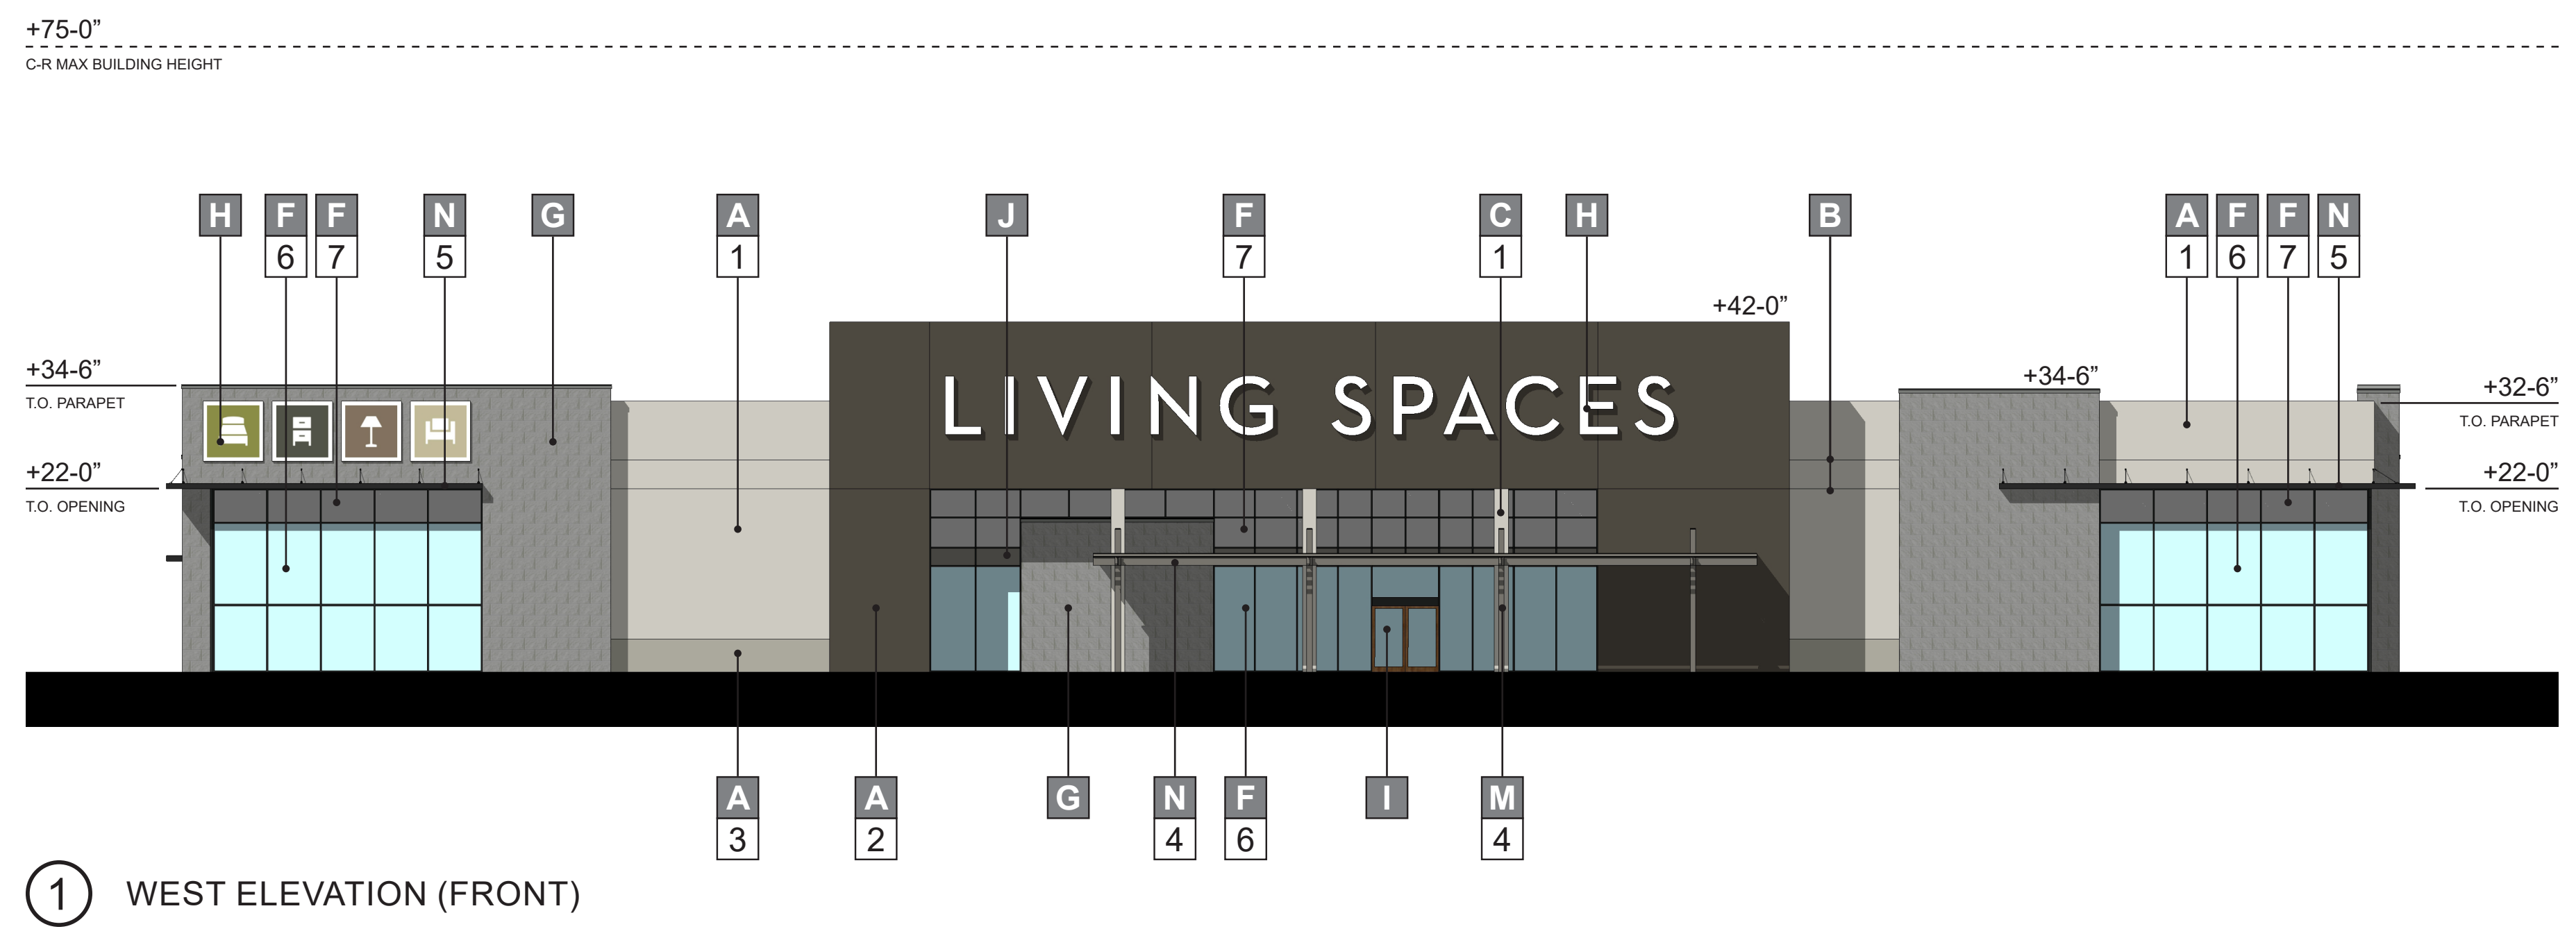 +75-0”
C-R MAX BUILDING HEIGHT
H F F N G A J F C H B A F F N
6 7 5 1 7 1 1 6 7 5
+42-0”
+34-6”
T.O. PARAPET
+34-6”
+32-6”
T.O. PARAPET
LIVING SPACES
+22-0”
T.O. OPENING
+22-0”
T.O. OPENING
A A G N F I M
3 2 4 6 4
1 WEST ELEVATION (FRONT)